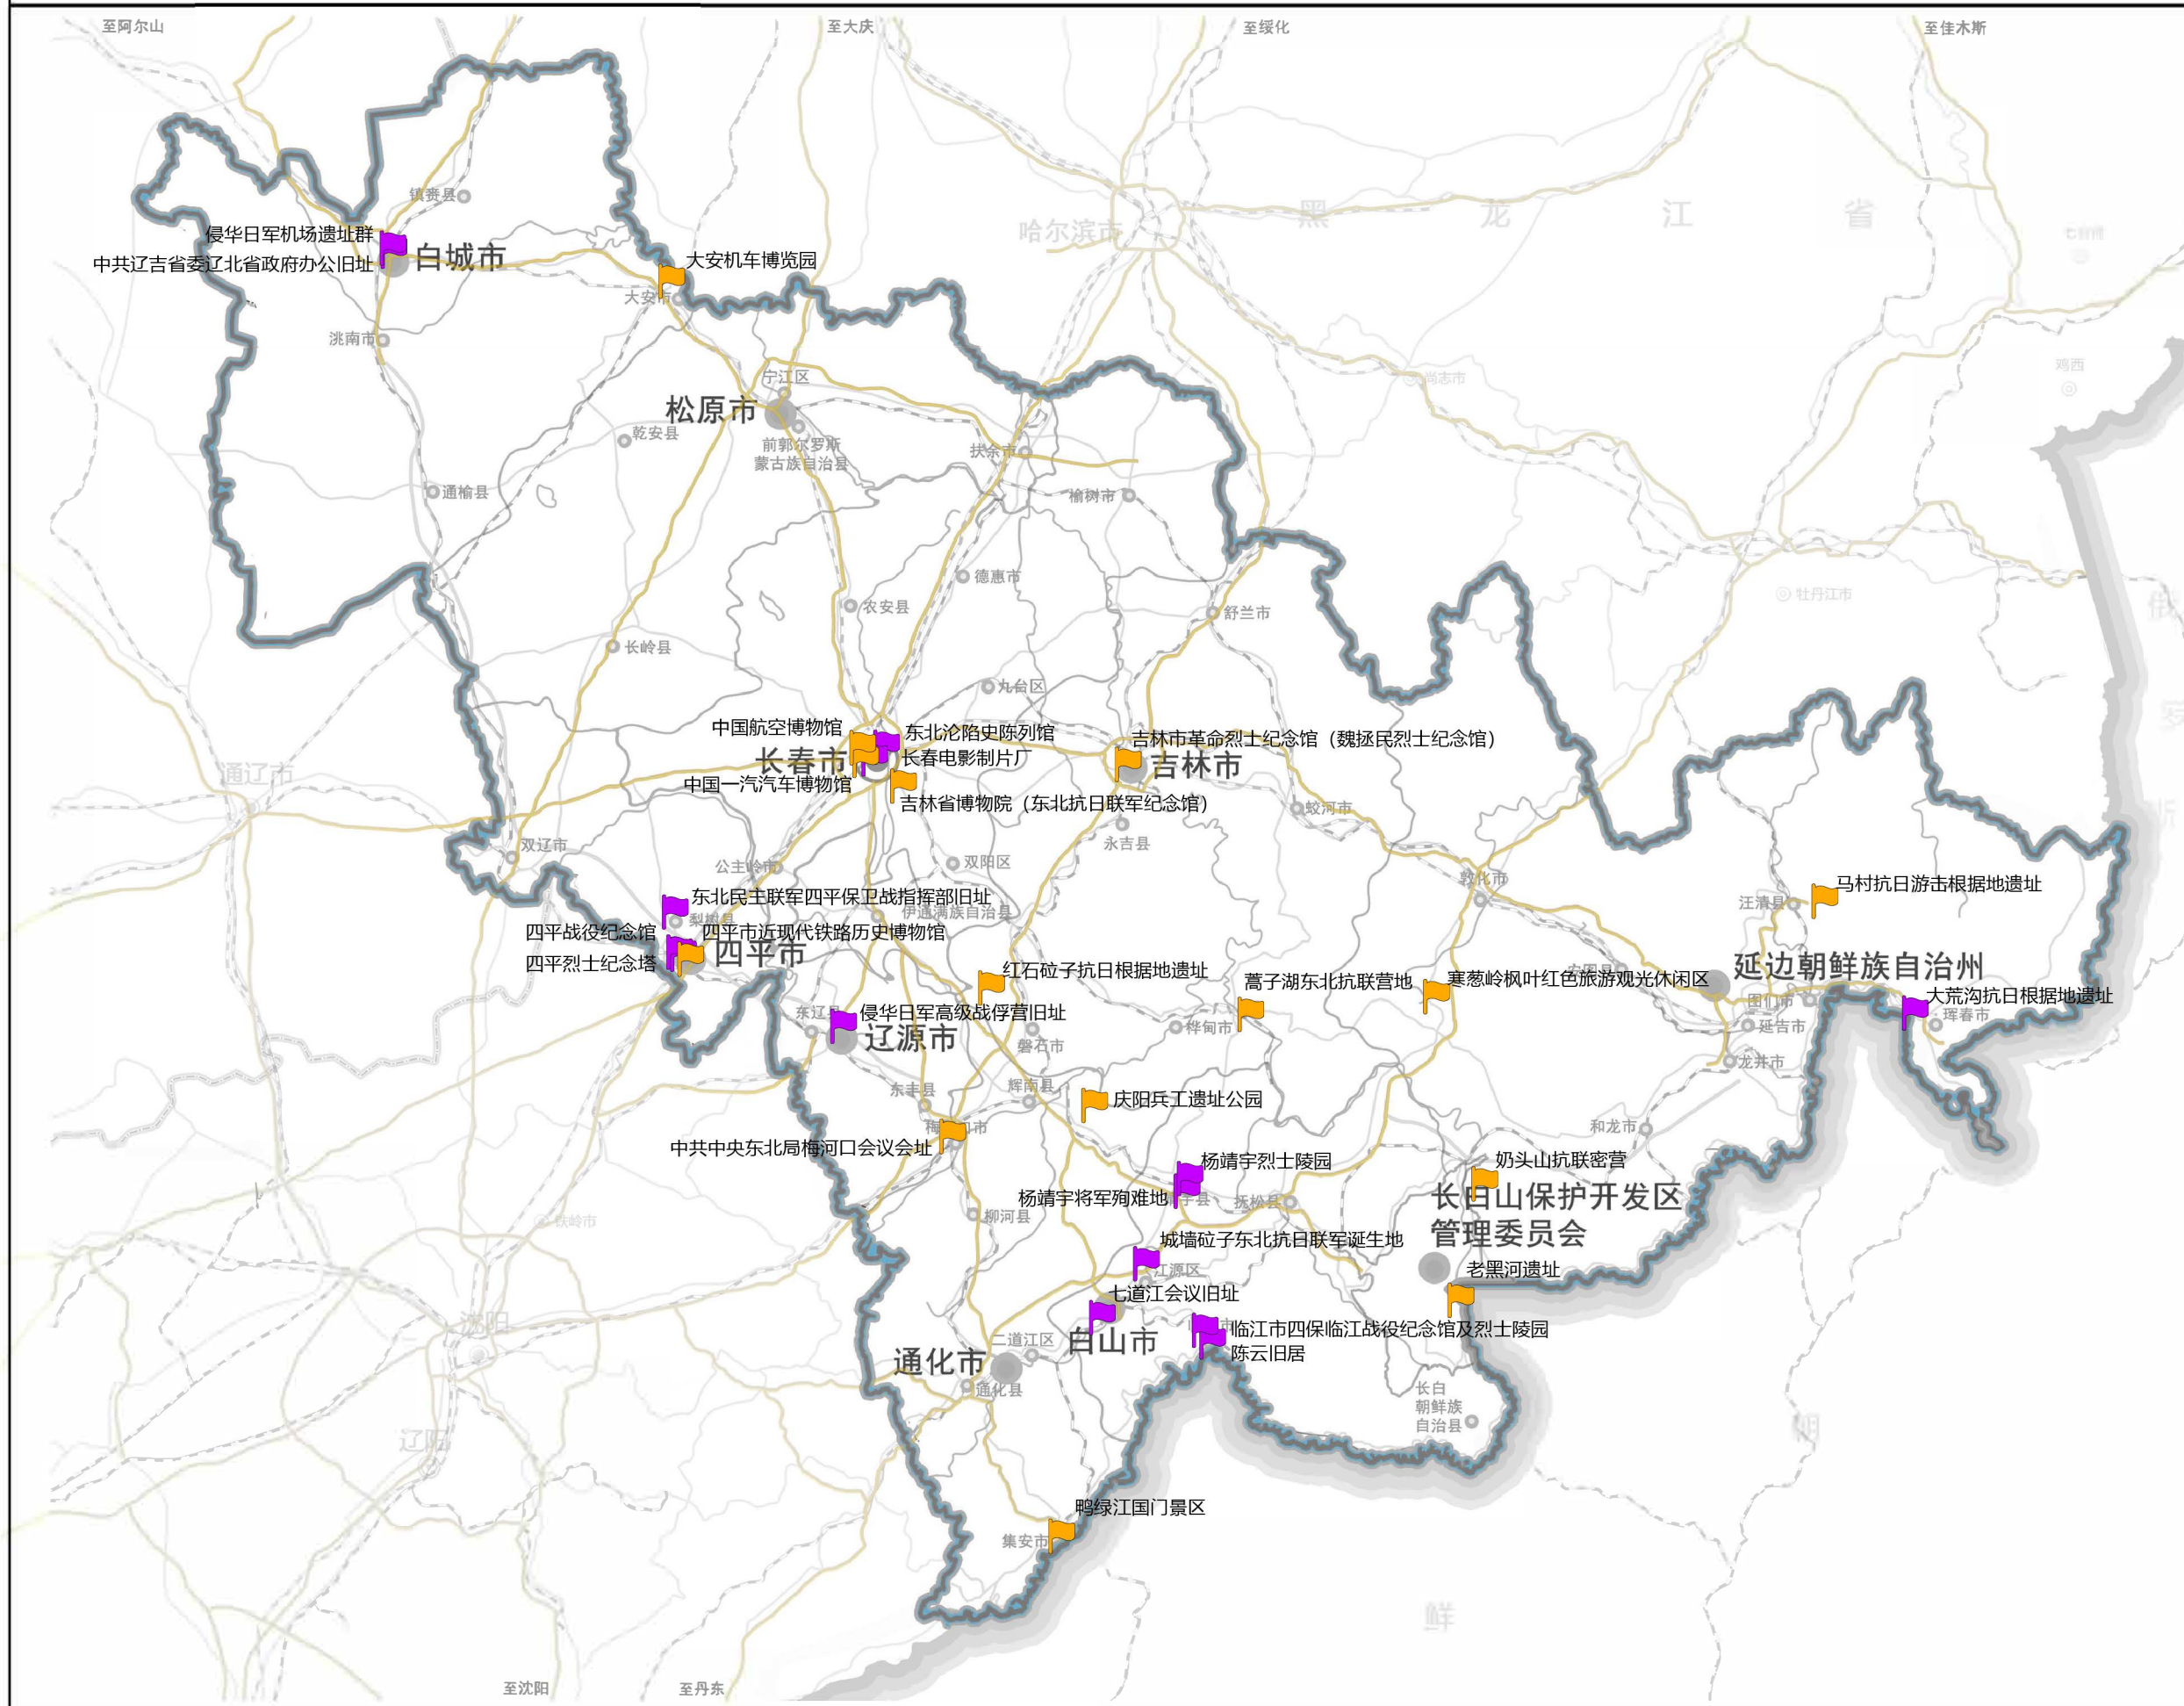 至阿尔山
至大庆
至绥化
至佳木斯
镇赉县
黑龙江省
哈尔滨市
侵华日军机场遗址群
中共辽吉省委辽北省政府办公旧址
白城市
大安机车博览园
大安市
洮南市
鸡西
尚志市
宁江区
松原市
乾安县
前郭尔罗斯
蒙古族自治县
扶余市
通榆县
榆树市
德惠市
农安县
牡丹江市
俄
罗
斯
舒兰市
长岭县
九台区
中国航空博物馆
东北沦陷史陈列馆
长春市
长春电影制片厂
中国一汽汽车博物馆
吉林省博物院（东北抗日联军纪念馆）
吉林市革命烈士纪念馆（魏拯民烈士纪念馆）
吉林市
通辽市
蛟河市
永吉县
双辽市
公主岭市
双阳区
敦化市
马村抗日游击根据地遗址
汪清县
东北民主联军四平保卫战指挥部旧址
梨树县
伊通满族自治县
四平战役纪念馆
四平市近现代铁路历史博物馆
四平市
四平烈士纪念塔
红石砬子抗日根据地遗址
蒿子湖东北抗联营地
寒葱岭枫叶红色旅游观光休闲区
安图县
延边朝鲜族自治州
图们市
大荒沟抗日根据地遗址
珲春市
延吉市
龙井市
东辽县
侵华日军高级战俘营旧址
辽源市
桦甸市
磐石市
东丰县
辉南县
庆阳兵工遗址公园
中共中央东北局梅河口会议会址
和龙市
杨靖宇烈士陵园
杨靖宇将军殉难地
抚松县
奶头山抗联密营
长白山保护开发区
管理委员会
柳河县
铁岭市
城墙砬子东北抗日联军诞生地
江源区
老黑河遗址
七道江会议旧址
白山市
临江市四保临江战役纪念馆及烈士陵园
陈云旧居
沈阳
二道江区
通化市
通化县
长白
朝鲜族
自治县
辽阳
朝
鲜
鸭绿江国门景区
集安市
至沈阳
至丹东